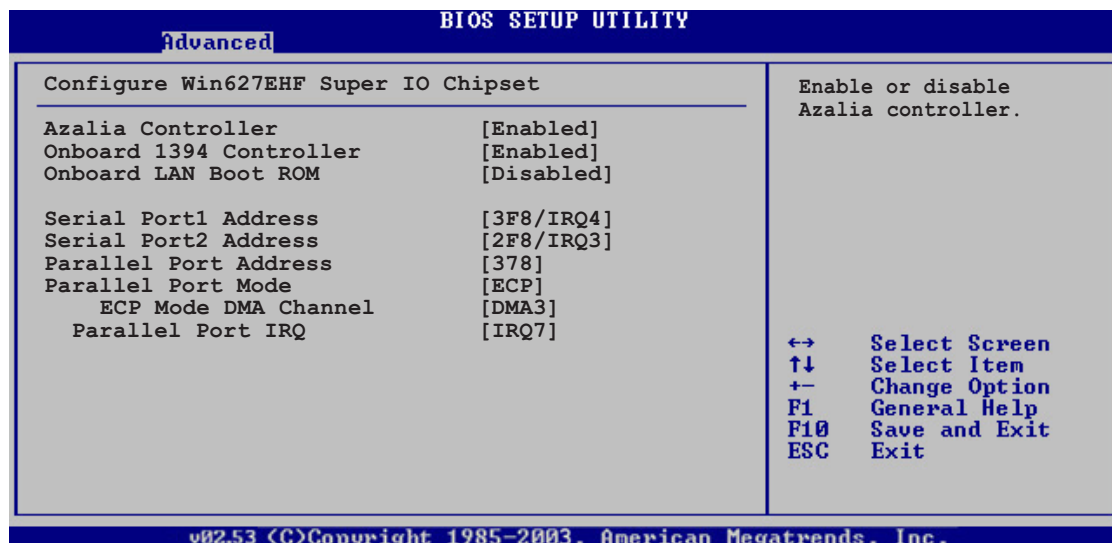 BIOS SETUP UTILITY
Advanced
Configure Win627EHF Super IO Chipset
Azalia Controller [Enabled]
Onboard 1394 Controller [Enabled]
Onboard LAN Boot ROM [Disabled]
Serial Port1 Address [3F8/IRQ4]
Serial Port2 Address [2F8/IRQ3]
Parallel Port Address [378]
Parallel Port Mode [ECP]
ECP Mode DMA Channel [DMA3]
Parallel Port IRQ [IRQ7]
Enable or disable
Azalia controller.
↔ Select Screen
↑↓ Select Item
+- Change Option
F1 General Help
F10 Save and Exit
ESC Exit
v02.53 (C)Copyright 1985-2003, American Megatrends, Inc.